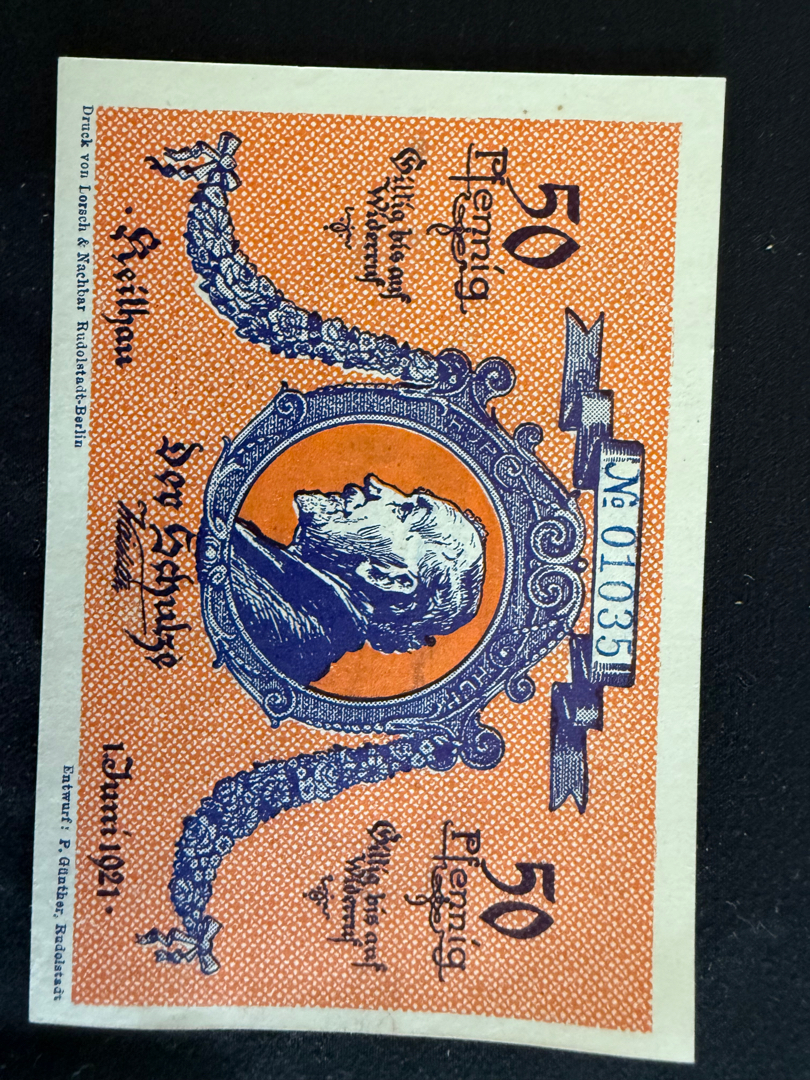 № 01035
50
Pfennig
Gültig bis auf
Widerruf
50
Pfennig
Gültig bis auf
Widerruf
Keilhau
Der Schulze
1. Juni 1921.
Druck von Lorsch & Nachbar Rudolstadt-Berlin
Entwurf: P. Günther, Rudolstadt